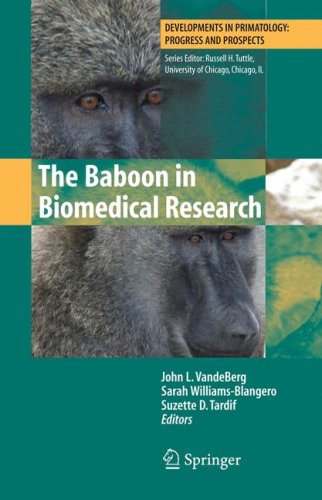 DEVELOPMENTS IN PRIMATOLOGY:
PROGRESS AND PROSPECTS
Series Editor: Russell H. Tuttle,
University of Chicago, Chicago, IL
The Baboon in
Biomedical Research
John L. VandeBerg
Sarah Williams-Blangero
Suzette D. Tardif
Editors
Springer